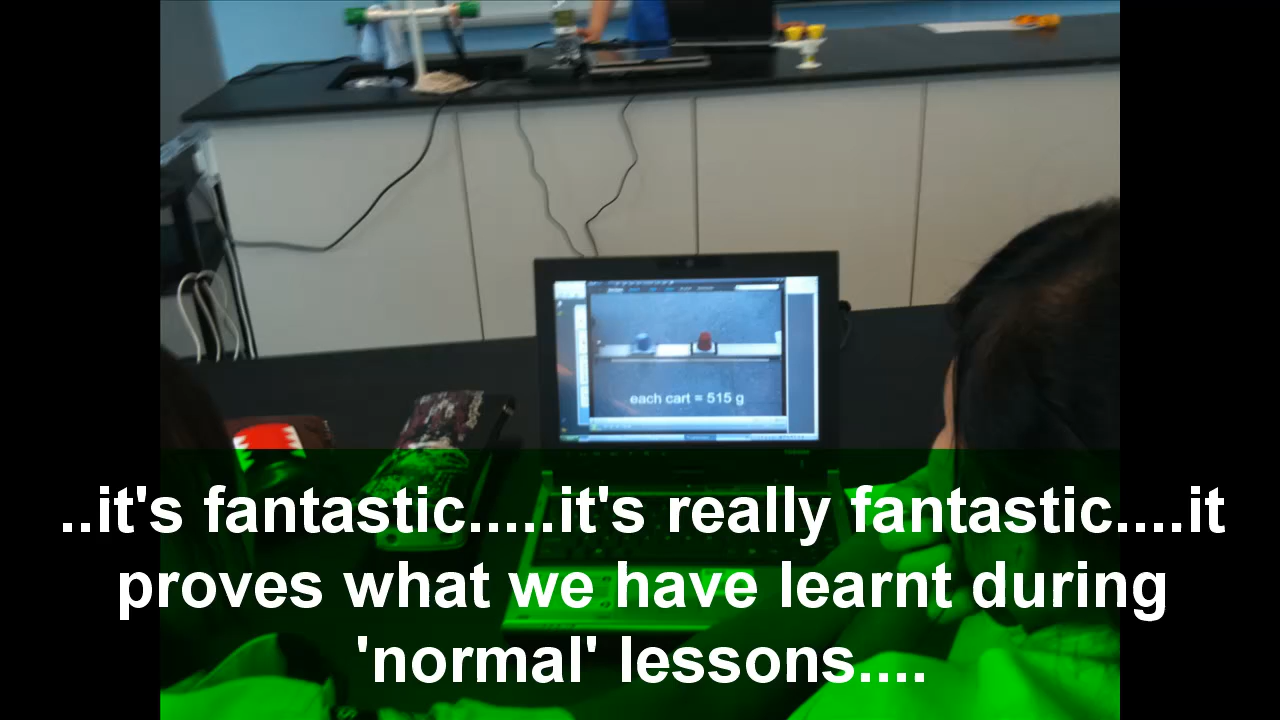 each cart = 515 g
..it's fantastic.....it's really fantastic....it
proves what we have learnt during
'normal' lessons....